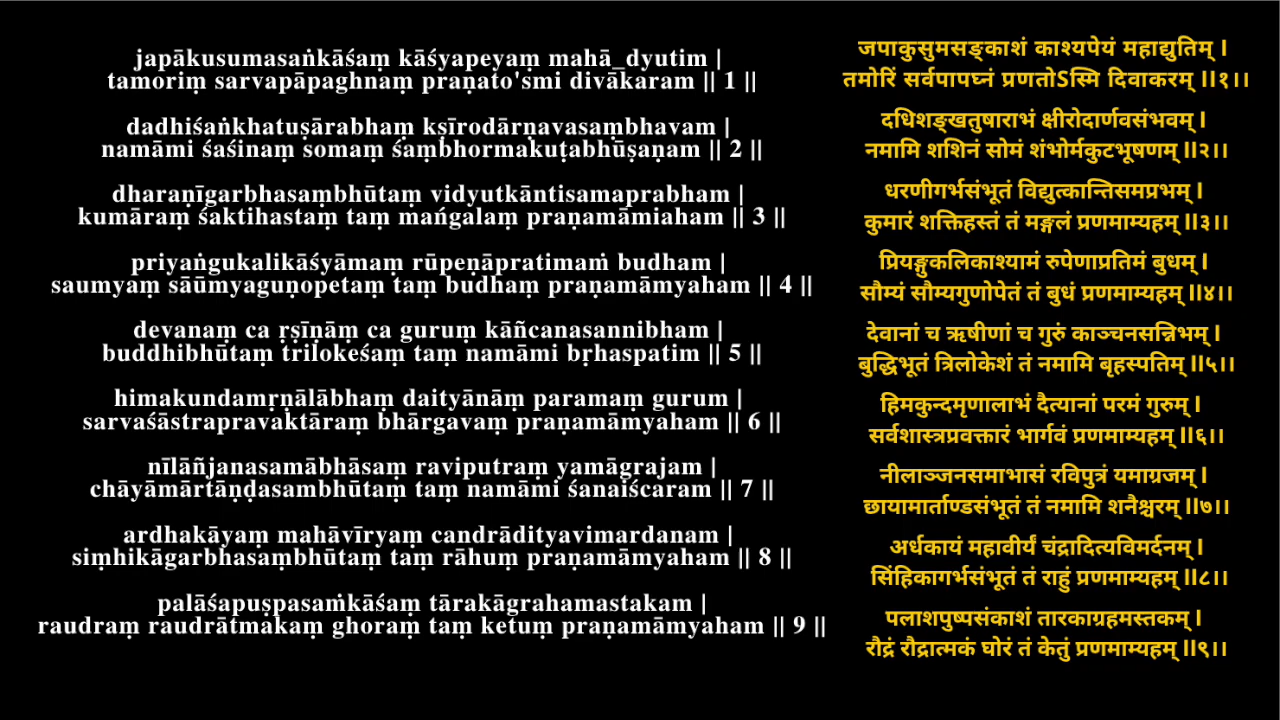 japākusumasaṅkāśaṃ kāśyapeyaṃ mahā_dyutim |
tamoriṃ sarvapāpaghnaṃ praṇato'smi divākaram || 1 ||
dadhiśaṅkhatuṣārabhaṃ kṣīrodārṇavasaṃbhavam |
namāmi śaśinaṃ somaṃ śaṃbhormakuṭabhūṣaṇam || 2 ||
dharaṇīgarbhasaṃbhūtaṃ vidyutkāntisamaprabham |
kumāraṃ śaktihastaṃ taṃ mańgalaṃ praṇamāmiaham || 3 ||
priyaṅgukalikāśyāmaṃ rūpeṇāpratimaṁ budham |
saumyaṃ sāūmyaguṇopetaṃ taṃ budhaṃ praṇamāmyaham || 4 ||
devanaṃ ca ṛṣīṇāṃ ca guruṃ kāñcanasannibham |
buddhibhūtaṃ trilokeśaṃ taṃ namāmi bṛhaspatim || 5 ||
himakundamṛṇālābhaṃ daityānāṃ paramaṃ gurum |
sarvaśāstrapravaktāraṃ bhārgavaṃ praṇamāmyaham || 6 ||
nīlāñjanasamābhāsaṃ raviputraṃ yamāgrajam |
chāyāmārtāṇḍasambhūtaṃ taṃ namāmi śanaiścaram || 7 ||
ardhakāyaṃ mahāvīryaṃ candrādityavimardanam |
siṃhikāgarbhasaṃbhūtaṃ taṃ rāhuṃ praṇamāmyaham || 8 ||
palāśapuṣpasaṁkāśaṃ tārakāgrahamastakam |
raudraṃ raudrātmakaṃ ghoraṃ taṃ ketuṃ praṇamāmyaham || 9 ||
जपाकुसुमसङ्काशं काश्यपेयं महाद्युतिम् |
तमोरिं सर्वपापघ्नं प्रणतोऽस्मि दिवाकरम् ||१।।
दधिशङ्खतुषाराभं क्षीरोदार्णवसंभवम् |
नमामि शशिनं सोमं शंभोर्मकुटभूषणम् ||२।।
धरणीगर्भसंभूतं विद्युत्कान्तिसमप्रभम् |
कुमारं शक्तिहस्तं तं मङ्गलं प्रणमाम्यहम् ||३।।
प्रियङ्गुकलिकाश्यामं रुपेणाप्रतिमं बुधम् |
सौम्यं सौम्यगुणोपेतं तं बुधं प्रणमाम्यहम् ||४।।
देवानां च ऋषीणां च गुरुं काञ्चनसन्निभम् |
बुद्धिभूतं त्रिलोकेशं तं नमामि बृहस्पतिम् ||५।।
हिमकुन्दमृणालाभं दैत्यानां परमं गुरुम् |
सर्वशास्त्रप्रवक्तारं भार्गवं प्रणमाम्यहम् ||६।।
नीलाञ्जनसमाभासं रविपुत्रं यमाग्रजम् |
छायामार्ताण्डसंभूतं तं नमामि शनैश्चरम् ||७।।
अर्धकायं महावीर्यं चंद्रादित्यविमर्दनम् |
सिंहिकागर्भसंभूतं तं राहुं प्रणमाम्यहम् ||८।।
पलाशपुष्पसंकाशं तारकाग्रहमस्तकम् |
रौद्रं रौद्रात्मकं घोरं तं केतुं प्रणमाम्यहम् ||९।।